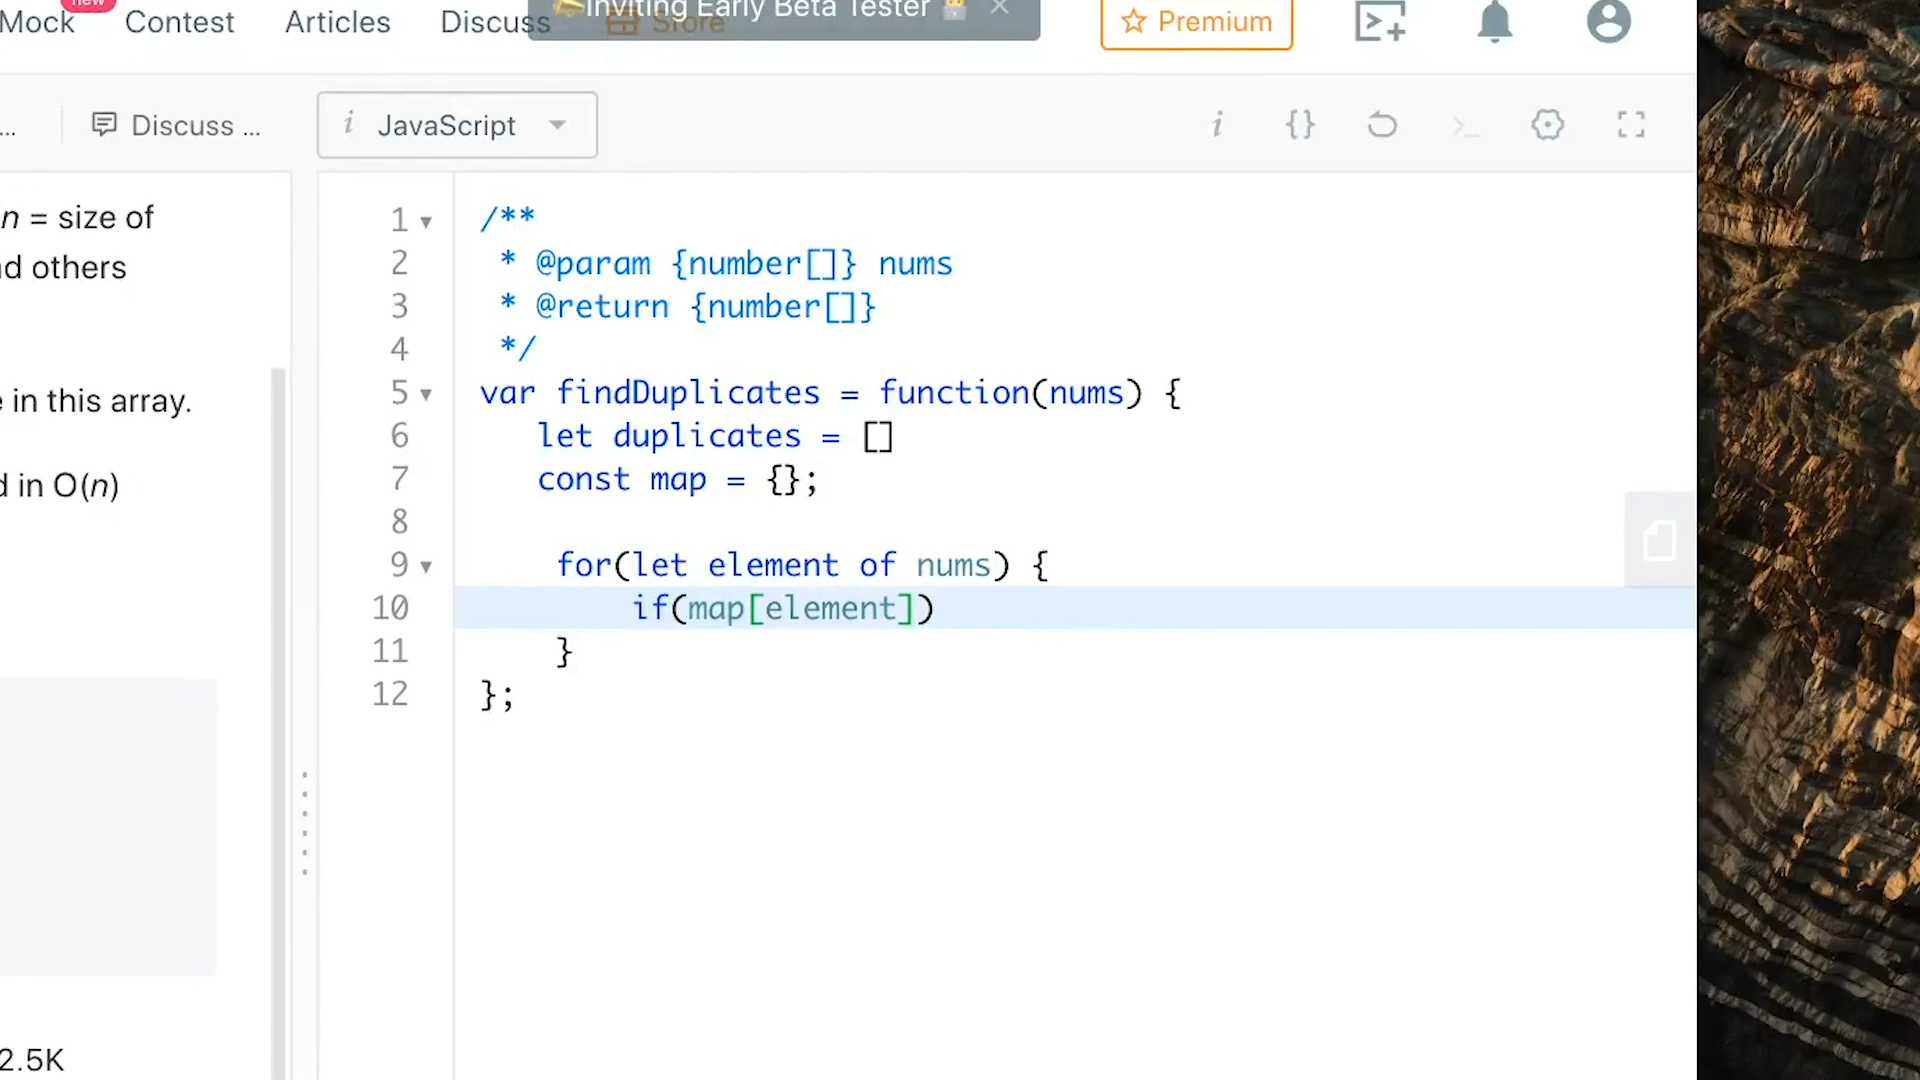 new
Mock Contest Articles Discuss Store Inviting Early Beta Tester × Premium
... Discuss ... i JavaScript i {} >_
n = size of
d others
e in this array.
d in O(n)
2.5K
1 /**
2 * @param {number[]} nums
3 * @return {number[]}
4 */
5 var findDuplicates = function(nums) {
6 let duplicates = []
7 const map = {};
8
9 for(let element of nums) {
10 if(map[element])
11 }
12 };